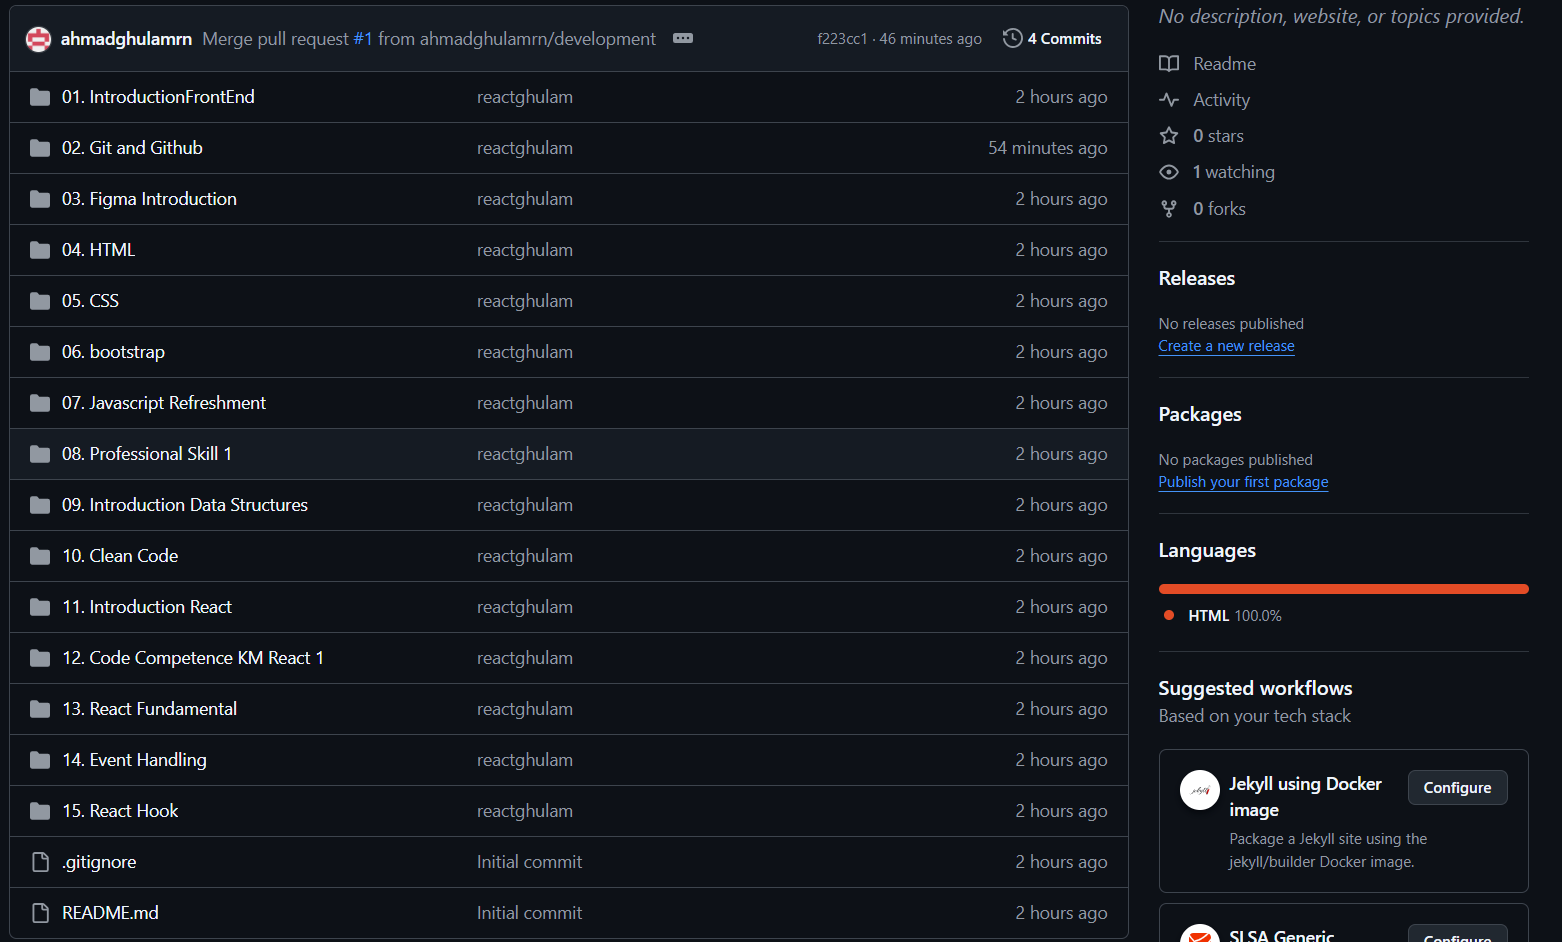 ahmadghulamrn Merge pull request #1 from ahmadghulamrn/development f223cc1 · 46 minutes ago 4 Commits
01. IntroductionFrontEnd reactghulam 2 hours ago
02. Git and Github reactghulam 54 minutes ago
03. Figma Introduction reactghulam 2 hours ago
04. HTML reactghulam 2 hours ago
05. CSS reactghulam 2 hours ago
06. bootstrap reactghulam 2 hours ago
07. Javascript Refreshment reactghulam 2 hours ago
08. Professional Skill 1 reactghulam 2 hours ago
09. Introduction Data Structures reactghulam 2 hours ago
10. Clean Code reactghulam 2 hours ago
11. Introduction React reactghulam 2 hours ago
12. Code Competence KM React 1 reactghulam 2 hours ago
13. React Fundamental reactghulam 2 hours ago
14. Event Handling reactghulam 2 hours ago
15. React Hook reactghulam 2 hours ago
.gitignore Initial commit 2 hours ago
README.md Initial commit 2 hours ago
No description, website, or topics provided.
Readme
Activity
0 stars
1 watching
0 forks
Releases
No releases published
Create a new release
Packages
No packages published
Publish your first package
Languages
HTML 100.0%
Suggested workflows
Based on your tech stack
Jekyll using Docker
image
Configure
Package a Jekyll site using the
jekyll/builder Docker image.
SLSA Generic
Configure